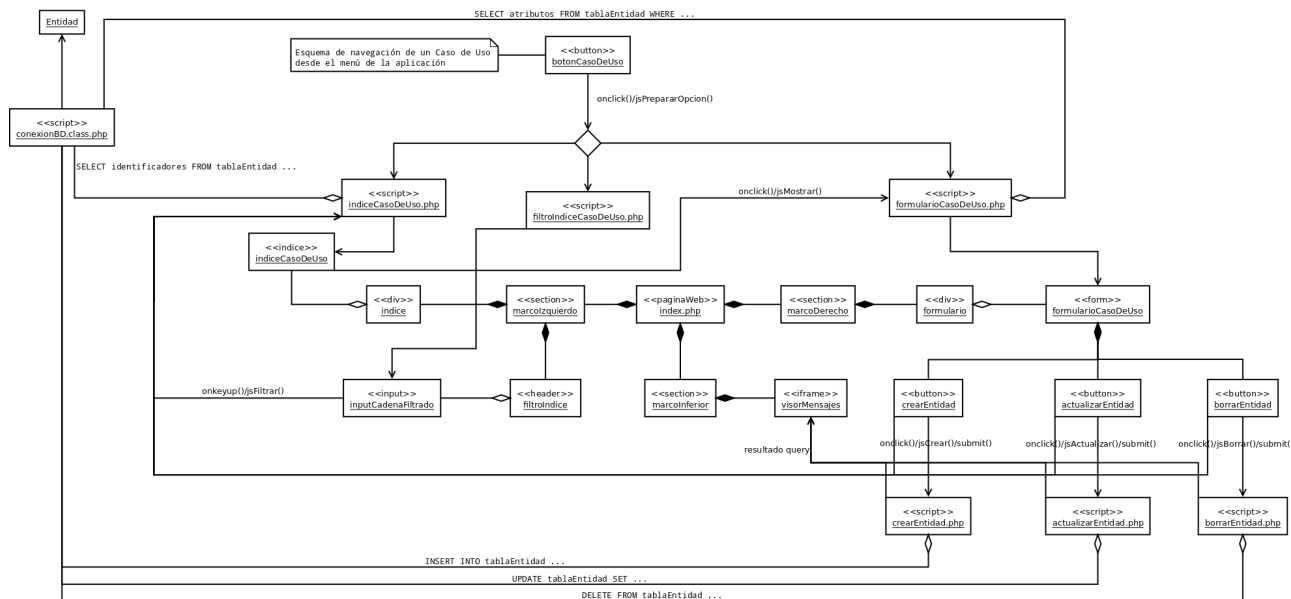 SELECT atributos FROM tablaEntidad WHERE ...
Entidad
Esquema de navegación de un Caso de Uso
desde el menú de la aplicación
<<button>>
botonCasoDeUso
onclick()/jsPrepararOpcion()
<<script>>
conexionBD.class.php
SELECT identificadores FROM tablaEntidad ...
<<script>>
indiceCasoDeUso.php
<<script>>
filtroIndiceCasoDeUso.php
onclick()/jsMostrar()
<<script>>
formularioCasoDeUso.php
<<indice>>
indiceCasoDeUso
<<div>>
indice
<<section>>
marcoIzquierdo
<<paginaWeb>>
index.php
<<section>>
marcoDerecho
<<div>>
formulario
<<form>>
formularioCasoDeUso
onkeyup()/jsFiltrar()
<<input>>
inputCadenaFiltrado
<<header>>
filtroIndice
<<section>>
marcoInferior
<<iframe>>
visorMensajes
<<button>>
crearEntidad
<<button>>
actualizarEntidad
<<button>>
borrarEntidad
resultado query
onclick()/jsCrear()/submit()
onclick()/jsActualizar()/submit()
onclick()/jsBorrar()/submit(
<<script>>
crearEntidad.php
<<script>>
actualizarEntidad.php
<<script>>
borrarEntidad.php
INSERT INTO tablaEntidad ...
UPDATE tablaEntidad SET ...
DELETE FROM tablaEntidad ...